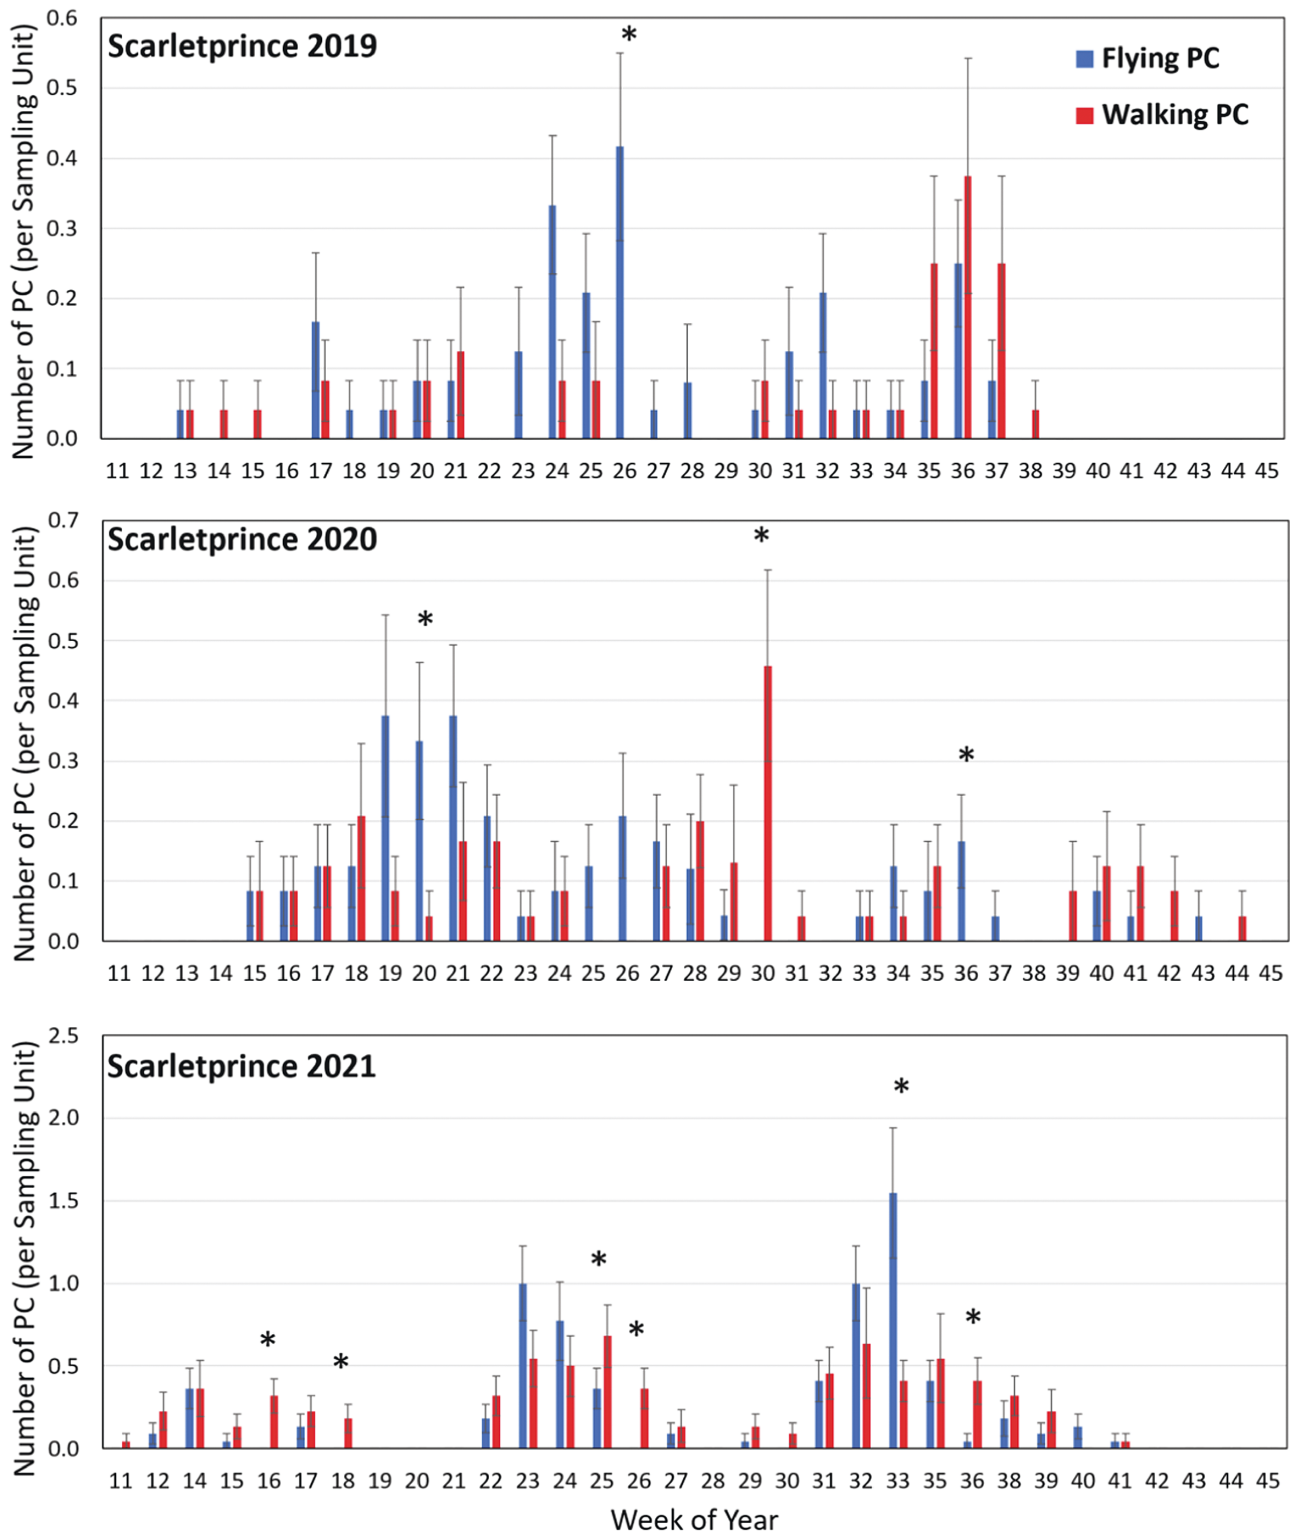 Scarletprince 2019
*
Flying PC
Walking PC
Number of PC (per Sampling Unit)
0.6
0.5
0.4
0.3
0.2
0.1
0.0
11 12 13 14 15 16 17 18 19 20 21 22 23 24 25 26 27 28 29 30 31 32 33 34 35 36 37 38 39 40 41 42 43 44 45
Scarletprince 2020
* * *
Number of PC (per Sampling Unit)
0.7
0.6
0.5
0.4
0.3
0.2
0.1
0.0
11 12 13 14 15 16 17 18 19 20 21 22 23 24 25 26 27 28 29 30 31 32 33 34 35 36 37 38 39 40 41 42 43 44 45
Scarletprince 2021
* * * * * *
Number of PC (per Sampling Unit)
2.5
2.0
1.5
1.0
0.5
0.0
11 12 14 15 16 17 18 19 20 21 22 23 24 25 26 27 28 29 30 31 32 33 35 36 38 39 40 41 42 43 44 45
Week of Year